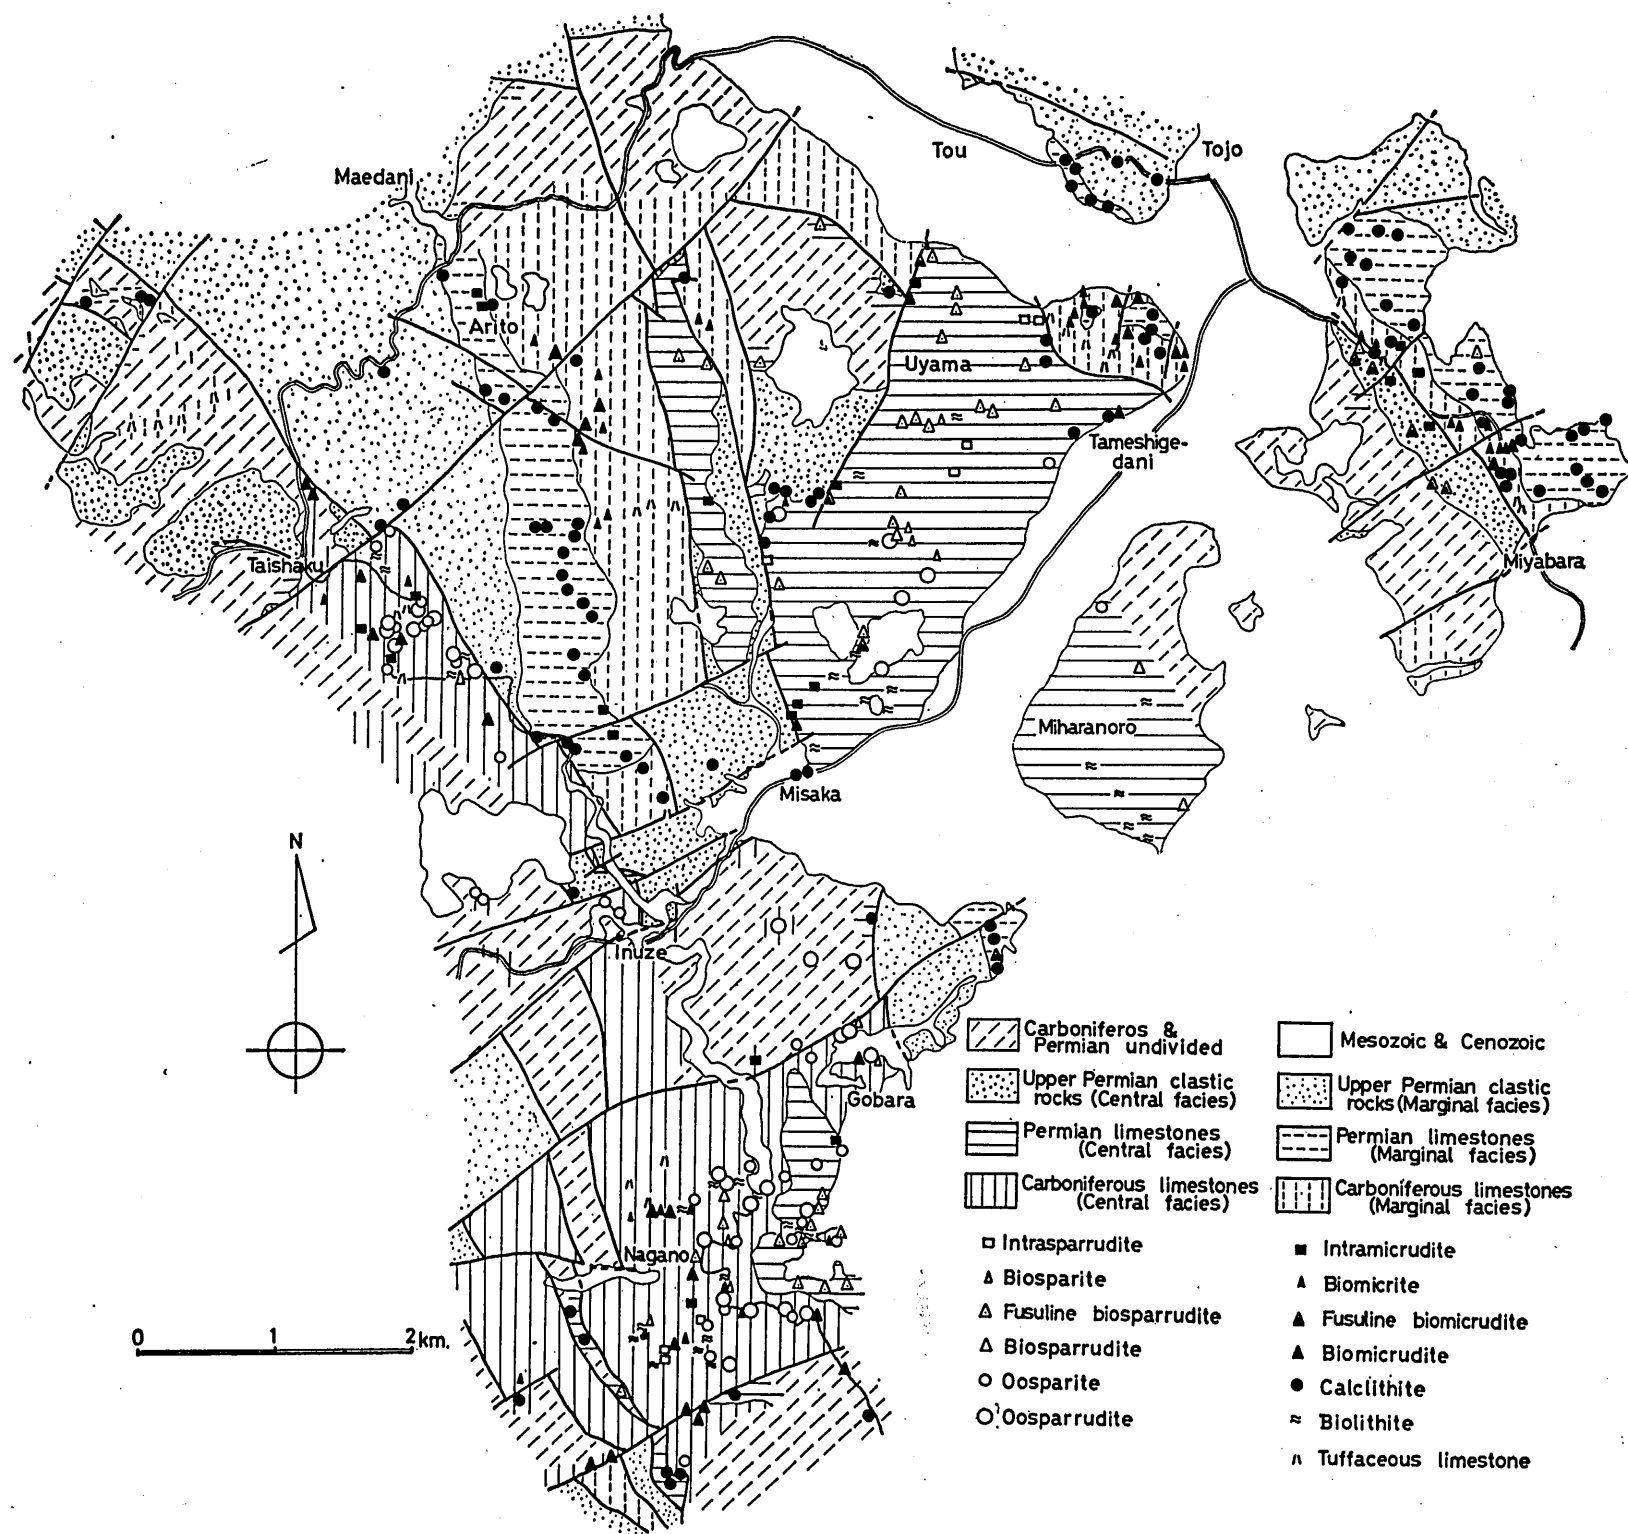 Tou
Tojo
Maedani
Arito
Uyama
Tameshige-
dani
Taishaku
Miyabara
Miharanoro
Misaka
N
Inuze
Gobara
Nagano
0 1 2 km.
Carboniferos &
Permian undivided
Upper Permian clastic
rocks (Central facies)
Permian limestones
(Central facies)
Carboniferous limestones
(Central facies)
Intrasparrudite
Biosparite
Fusuline biosparrudite
Biosparrudite
Oosparite
Oosparrudite
Mesozoic & Cenozoic
Upper Permian clastic
rocks (Marginal facies)
Permian limestones
(Marginal facies)
Carboniferous limestones
(Marginal facies)
Intramicrudite
Biomicrite
Fusuline biomicrudite
Biomicrudite
Calclithite
Biolithite
Tuffaceous limestone